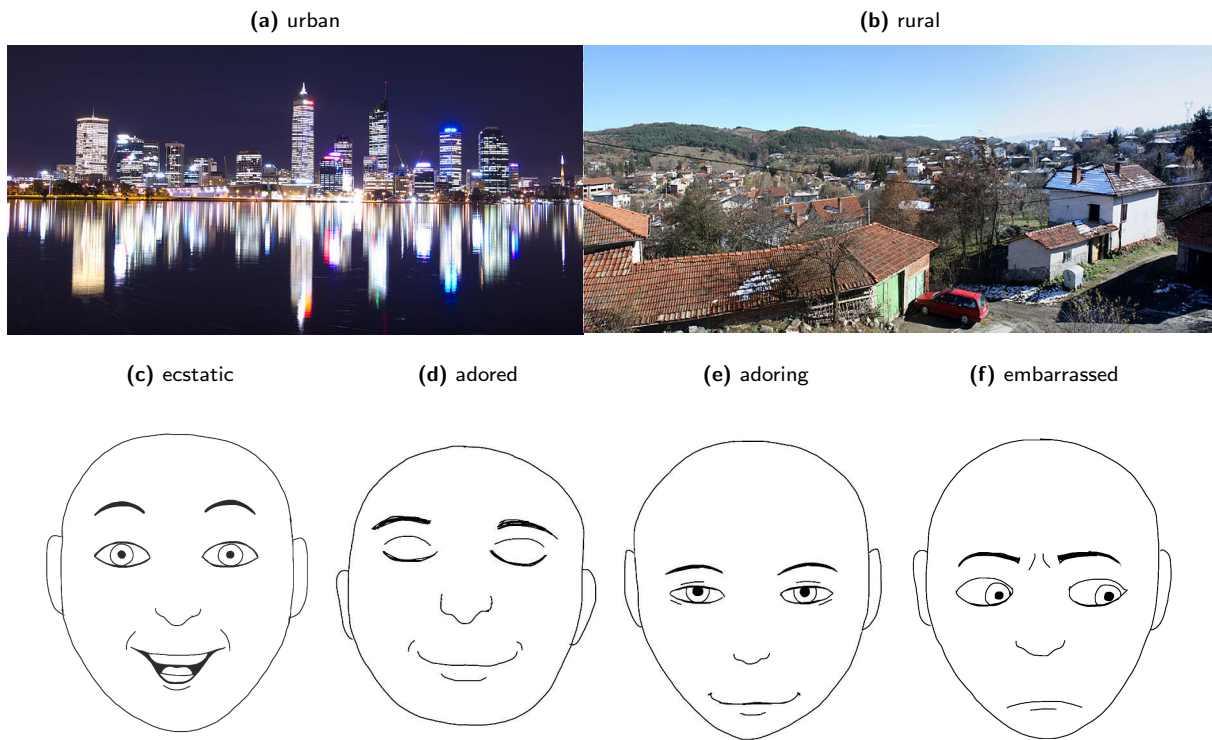 (a) urban
(b) rural
(c) ecstatic
(d) adored
(e) adoring
(f) embarrassed